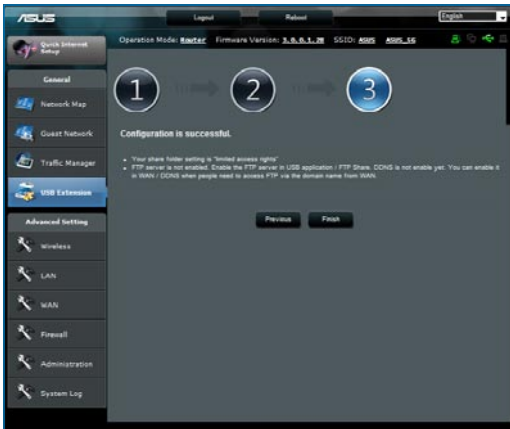 ASUS
Logout
Reboot
English
Quick Internet Setup
Operation Mode: Router Firmware Version: 3.0.0.1.28 SSID: ASUS ASUS_5G
General
Network Map
Guest Network
Traffic Manager
USB Extension
Advanced Setting
Wireless
LAN
WAN
Firewall
Administration
System Log
1
2
3
Configuration is successful.
Your share folder setting is "limited access rights"
FTP server is not enabled. Enable the FTP server in USB application / FTP Share. DDNS is not enable yet. You can enable it
in WAN / DDNS when people need to access FTP via the domain name from WAN.
Previous
Finish